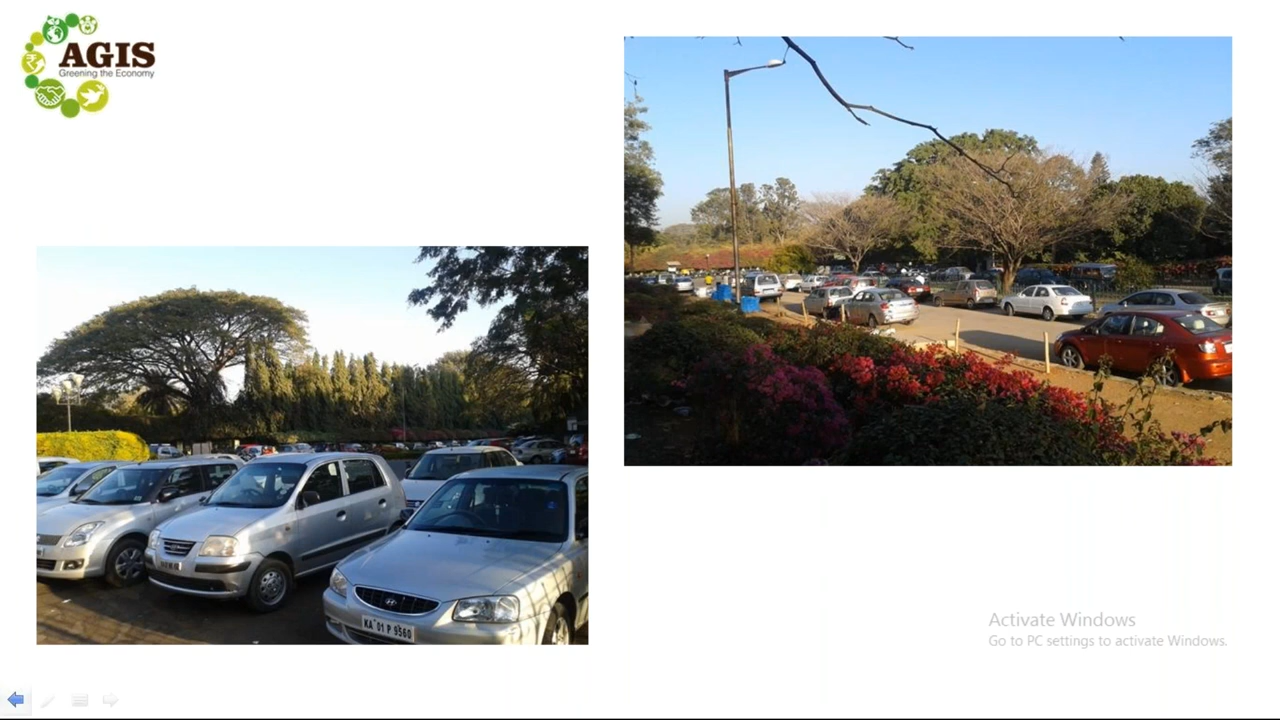 AGIS
Greening the Economy
KA 01 P 9560
Activate Windows
Go to PC settings to activate Windows.